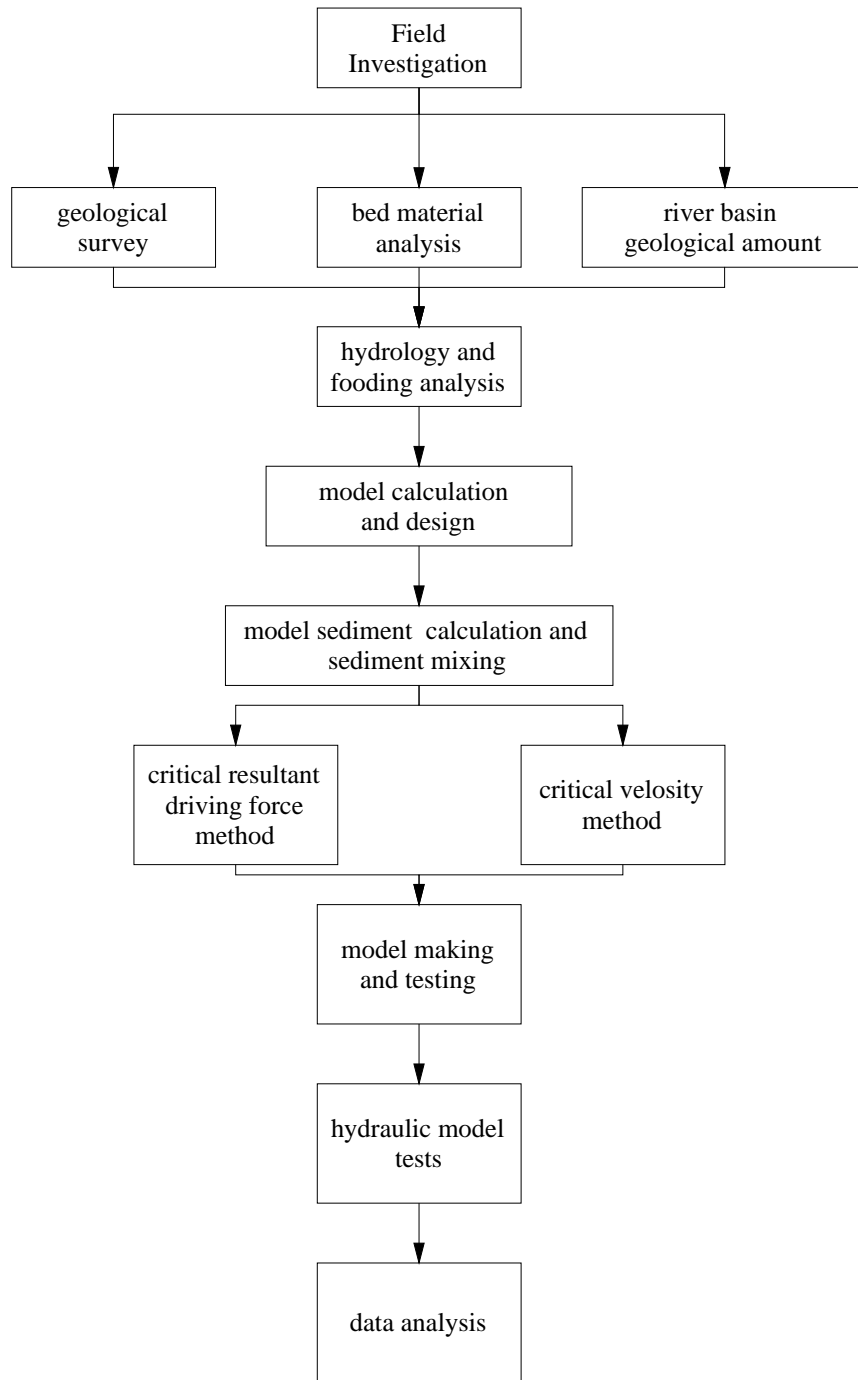 Field
Investigation
geological
survey
bed material
analysis
river basin
geological amount
hydrology and
fooding analysis
model calculation
and design
model sediment calculation and
sediment mixing
critical resultant
driving force
method
critical velosity
method
model making
and testing
hydraulic model
tests
data analysis